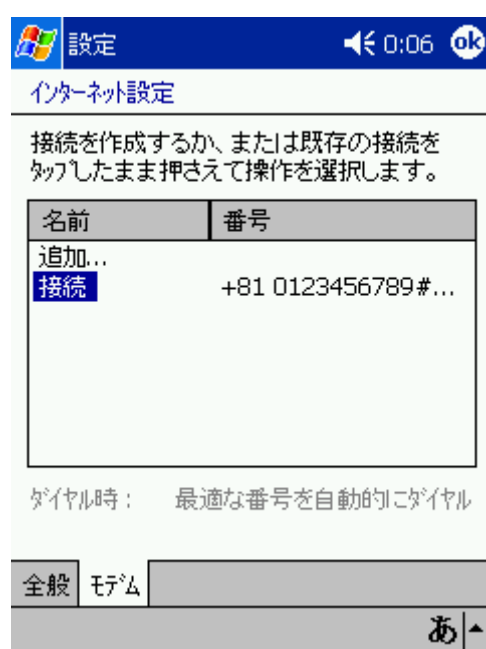 設定 0:06 ok
インターネット設定
接続を作成するか、または既存の接続を
タップしたまま押さえて操作を選択します。
名前 番号
追加...
接続 +81 0123456789#...
ダイヤル時： 最適な番号を自動的にダイヤル
全般 モデム
あ